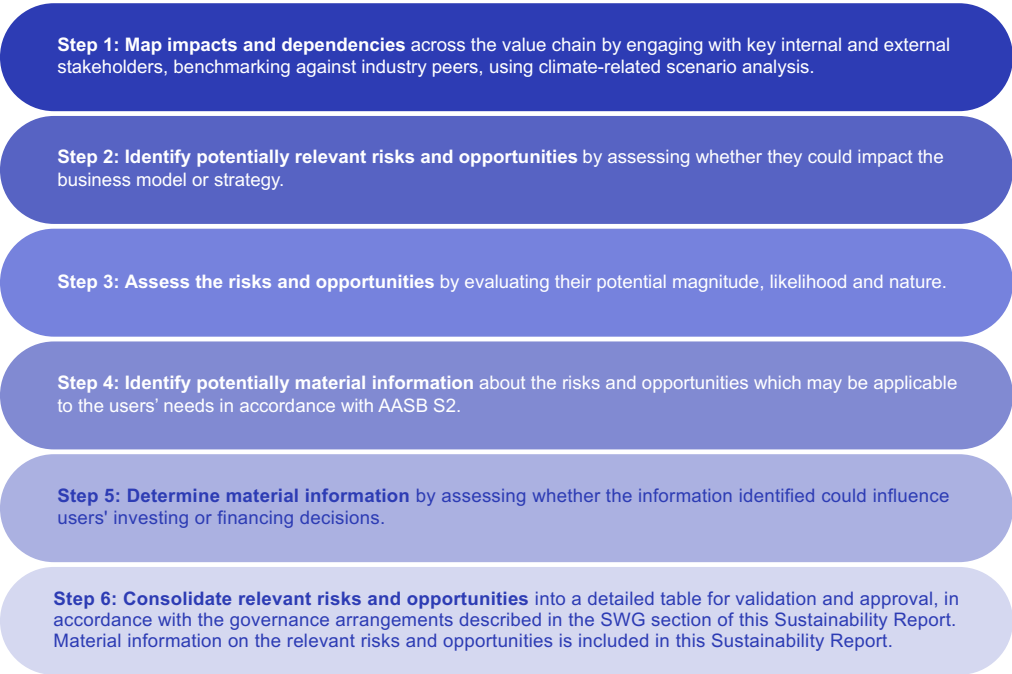 Step 1: Map impacts and dependencies across the value chain by engaging with key internal and external
stakeholders, benchmarking against industry peers, using climate-related scenario analysis.
Step 2: Identify potentially relevant risks and opportunities by assessing whether they could impact the
business model or strategy.
Step 3: Assess the risks and opportunities by evaluating their potential magnitude, likelihood and nature.
Step 4: Identify potentially material information about the risks and opportunities which may be applicable
to the users’ needs in accordance with AASB S2.
Step 5: Determine material information by assessing whether the information identified could influence
users' investing or financing decisions.
Step 6: Consolidate relevant risks and opportunities into a detailed table for validation and approval, in
accordance with the governance arrangements described in the SWG section of this Sustainability Report.
Material information on the relevant risks and opportunities is included in this Sustainability Report.